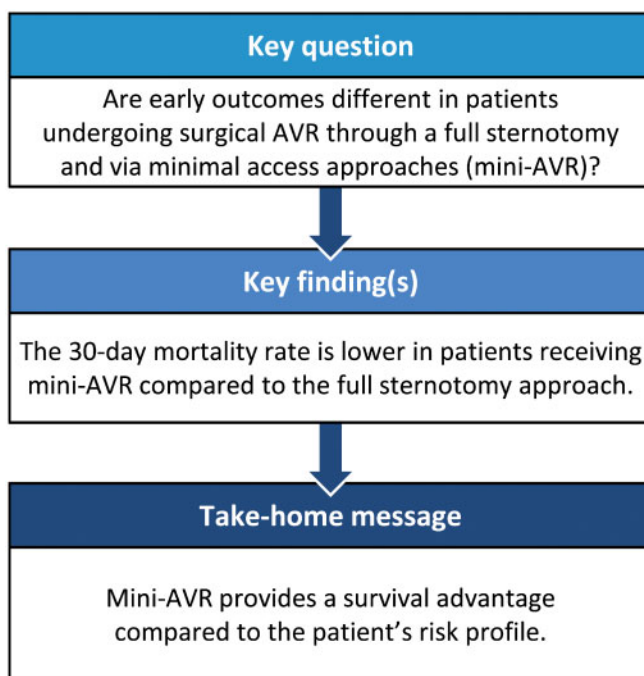 Key question
Are early outcomes different in patients
undergoing surgical AVR through a full sternotomy
and via minimal access approaches (mini-AVR)?
Key finding(s)
The 30-day mortality rate is lower in patients receiving
mini-AVR compared to the full sternotomy approach.
Take-home message
Mini-AVR provides a survival advantage
compared to the patient’s risk profile.